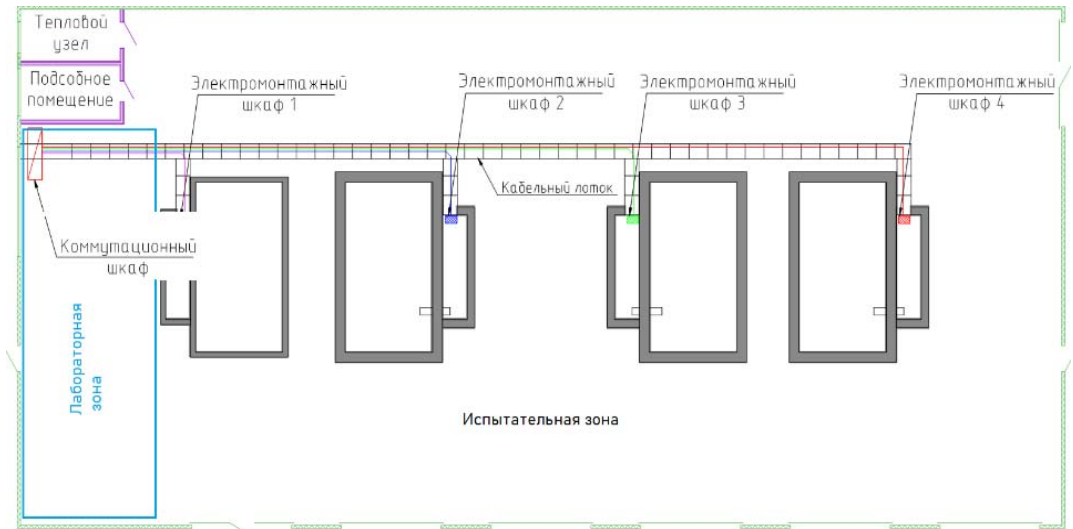 Тепловой
узел
Подсобное
помещение
Электромонтажный
шкаф 1
Электромонтажный
шкаф 2
Электромонтажный
шкаф 3
Электромонтажный
шкаф 4
Кабельный лоток
Коммутационный
шкаф
Лабораторная
зона
Испытательная зона